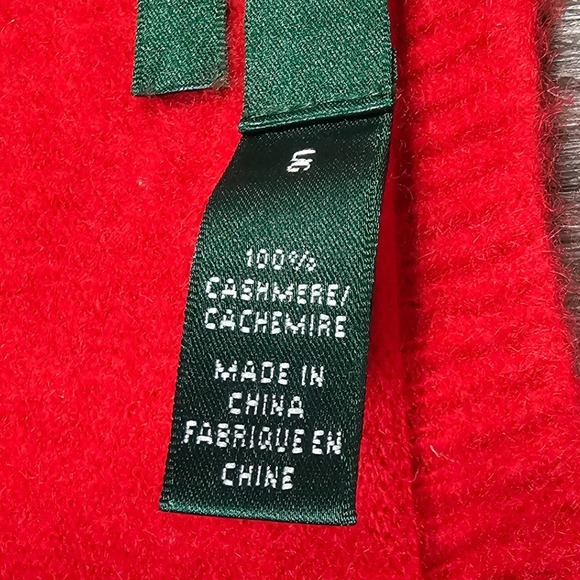 100%
CASHMERE/
CACHEMIRE
MADE IN
CHINA
FABRIQUE EN
CHINE